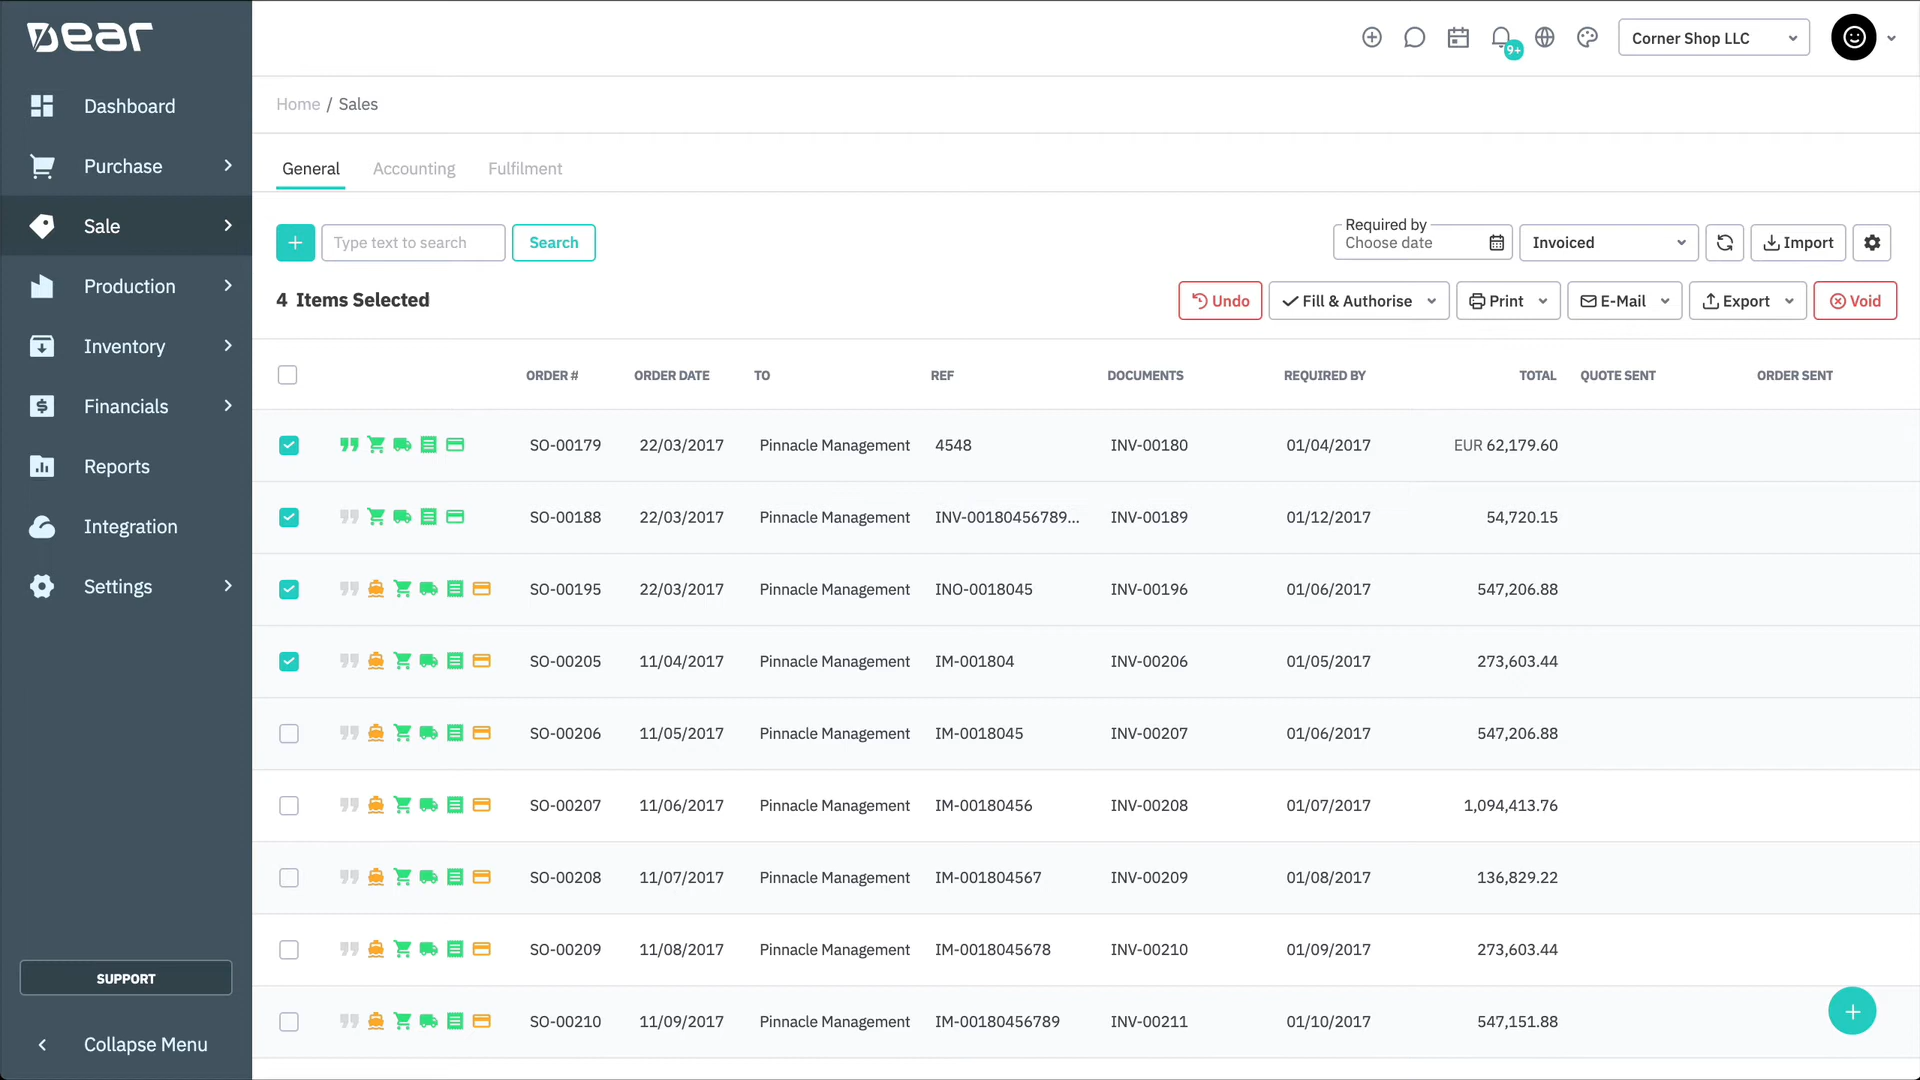 Dear
Dashboard
Purchase
Sale
Production
Inventory
Financials
Reports
Integration
Settings
SUPPORT
Collapse Menu
9+
Corner Shop LLC
Home / Sales
General Accounting Fulfilment
Type text to search Search
Required by
Choose date Invoiced Import
4 Items Selected Undo Fill & Authorise Print E-Mail Export Void
ORDER # ORDER DATE TO REF DOCUMENTS REQUIRED BY TOTAL QUOTE SENT ORDER SENT
SO-00179 22/03/2017 Pinnacle Management 4548 INV-00180 01/04/2017 EUR 62,179.60
SO-00188 22/03/2017 Pinnacle Management INV-00180456789... INV-00189 01/12/2017 54,720.15
SO-00195 22/03/2017 Pinnacle Management INO-0018045 INV-00196 01/06/2017 547,206.88
SO-00205 11/04/2017 Pinnacle Management IM-001804 INV-00206 01/05/2017 273,603.44
SO-00206 11/05/2017 Pinnacle Management IM-0018045 INV-00207 01/06/2017 547,206.88
SO-00207 11/06/2017 Pinnacle Management IM-00180456 INV-00208 01/07/2017 1,094,413.76
SO-00208 11/07/2017 Pinnacle Management IM-001804567 INV-00209 01/08/2017 136,829.22
SO-00209 11/08/2017 Pinnacle Management IM-0018045678 INV-00210 01/09/2017 273,603.44
SO-00210 11/09/2017 Pinnacle Management IM-00180456789 INV-00211 01/10/2017 547,151.88